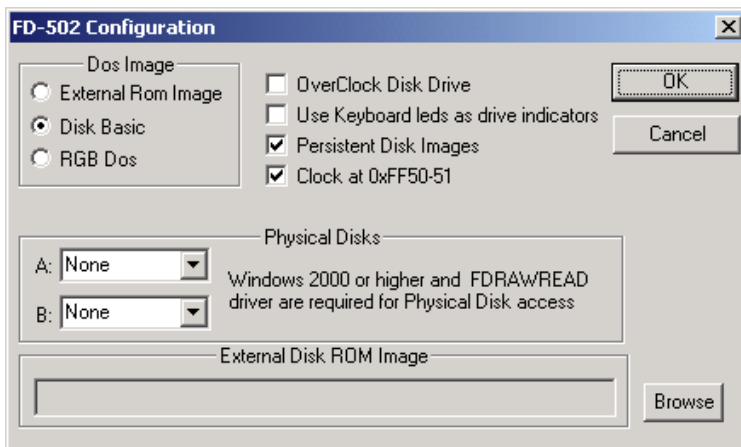 FD-502 Configuration
Dos Image
External Rom Image
Disk Basic
RGB Dos
OverClock Disk Drive
Use Keyboard leds as drive indicators
Persistent Disk Images
Clock at 0xFF50-51
OK
Cancel
Physical Disks
A: None
B: None
Windows 2000 or higher and FDRAWREAD
driver are required for Physical Disk access
External Disk ROM Image
Browse